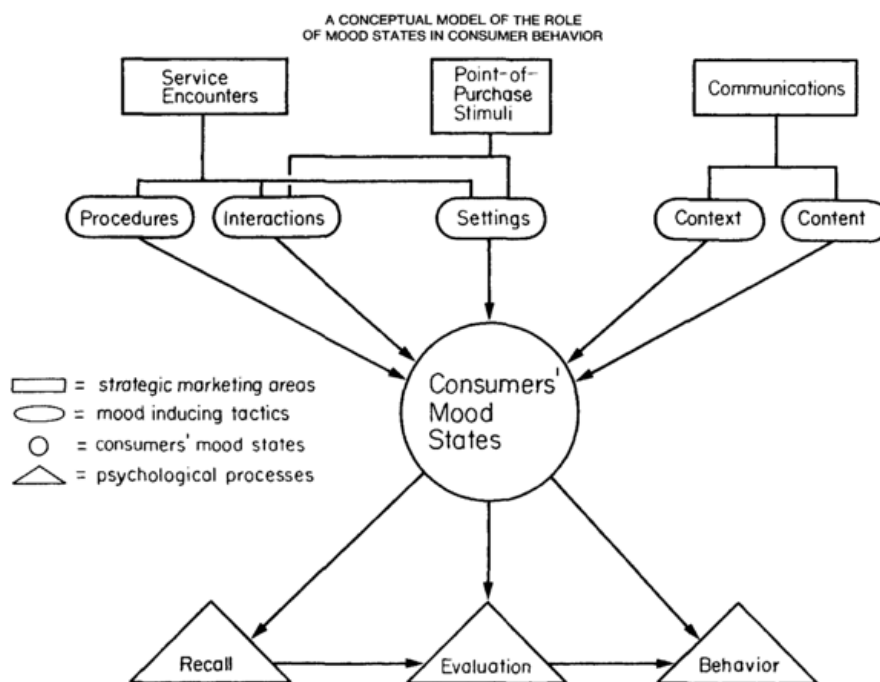 A CONCEPTUAL MODEL OF THE ROLE
OF MOOD STATES IN CONSUMER BEHAVIOR
Service
Encounters
Point-of-
Purchase
Stimuli
Communications
Procedures
Interactions
Settings
Context
Content
Consumers'
Mood
States
= strategic marketing areas
= mood inducing tactics
= consumers' mood states
= psychological processes
Recall
Evaluation
Behavior